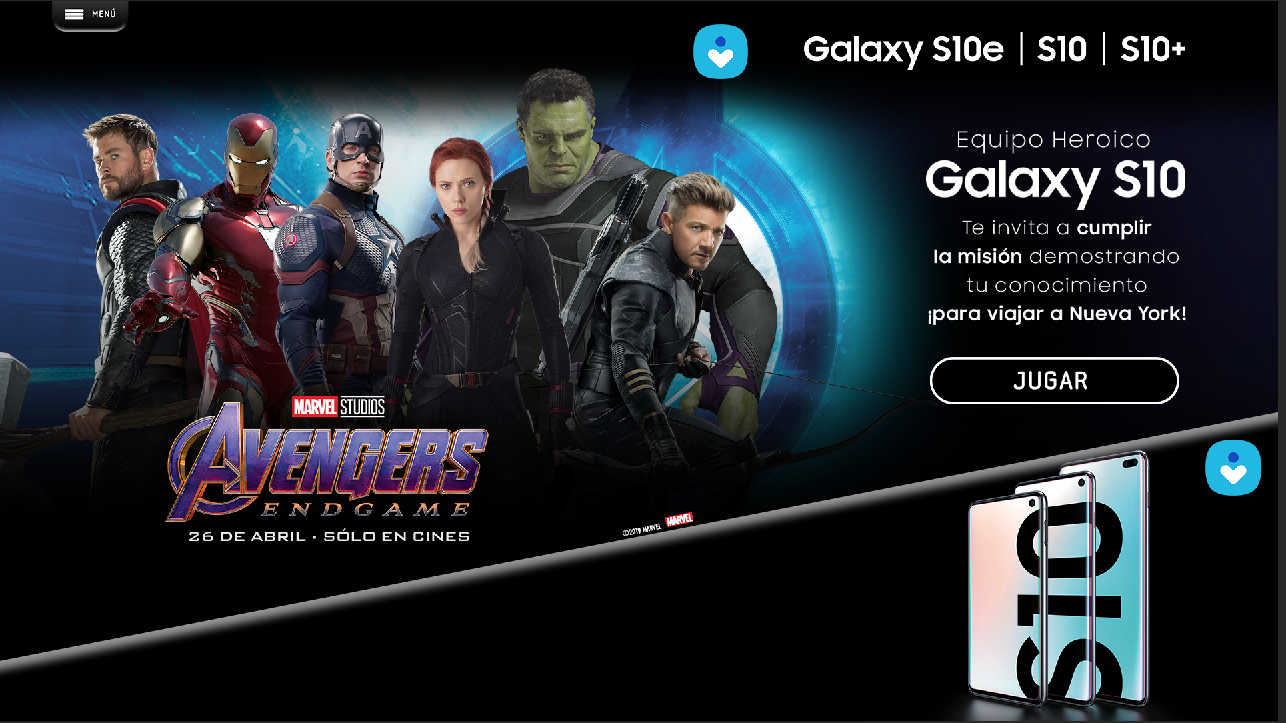 MENÚ
Galaxy S10e | S10 | S10+
Equipo Heroico
Galaxy S10
Te invita a cumplir
la misión demostrando
tu conocimiento
¡para viajar a Nueva York!
JUGAR
MARVEL STUDIOS
AVENGERS
ENDGAME
26 DE ABRIL · SÓLO EN CINES
©2019 MARVEL MARVEL
S10
A